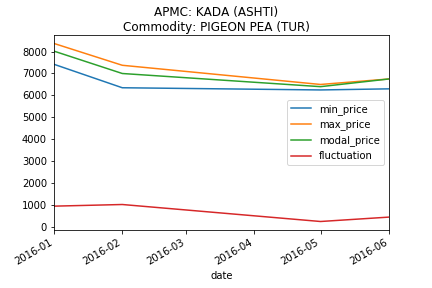 APMC: KADA (ASHTI)
Commodity: PIGEON PEA (TUR)
8000
7000
6000
5000
4000
3000
2000
1000
0
min_price
max_price
modal_price
fluctuation
2016-01
2016-02
2016-03
2016-04
2016-05
2016-06
date